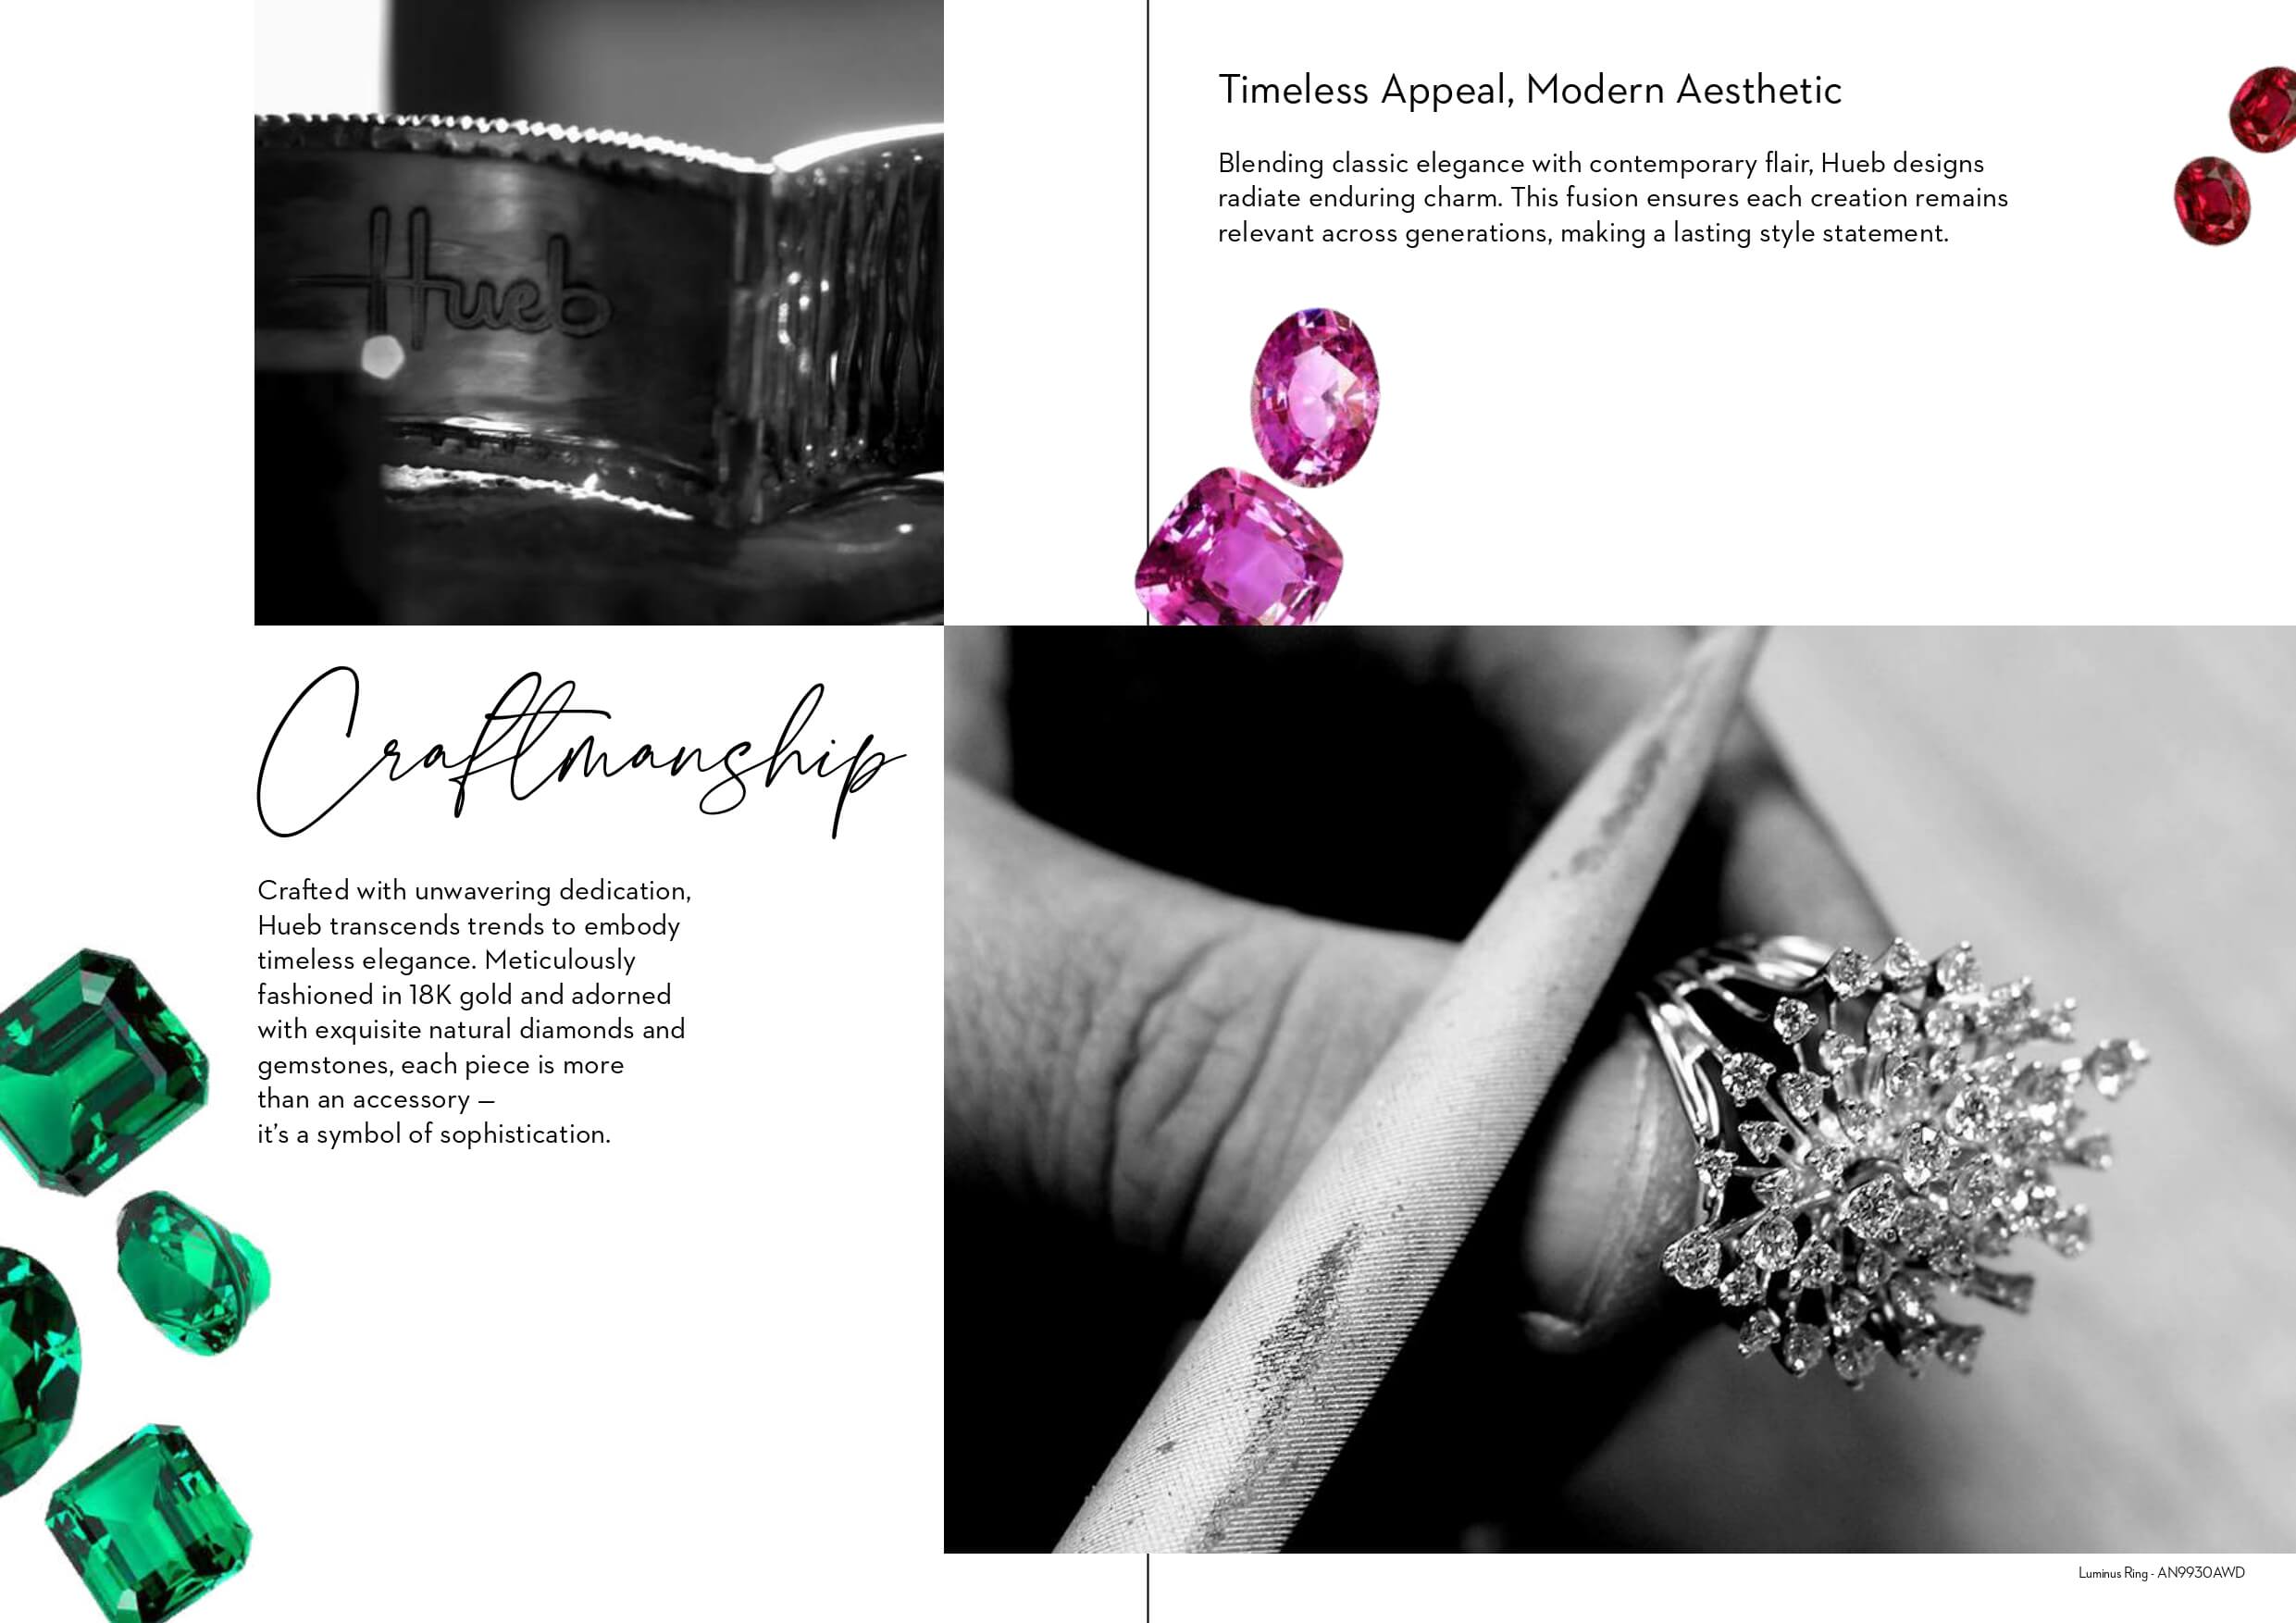 Hueb
Craftmanship
Crafted with unwavering dedication,
Hueb transcends trends to embody
timeless elegance. Meticulously
fashioned in 18K gold and adorned
with exquisite natural diamonds and
gemstones, each piece is more
than an accessory —
it’s a symbol of sophistication.
Timeless Appeal, Modern Aesthetic
Blending classic elegance with contemporary flair, Hueb designs
radiate enduring charm. This fusion ensures each creation remains
relevant across generations, making a lasting style statement.
Luminus Ring - AN9930AWD